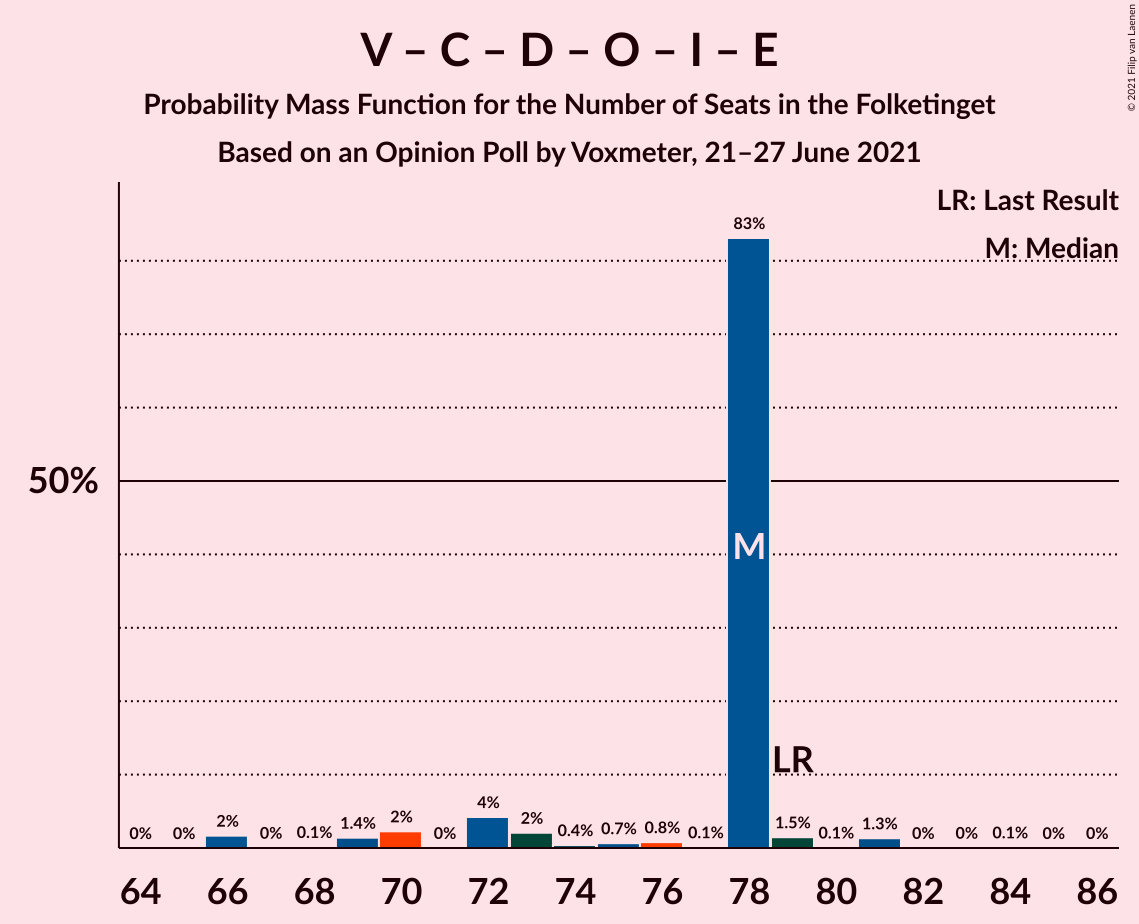 V – C – D – O – I – E
Probability Mass Function for the Number of Seats in the Folketinget
Based on an Opinion Poll by Voxmeter, 21–27 June 2021
© 2021 Filip van Laenen
LR: Last Result
M: Median
50%
0% 0% 2% 0% 0.1% 1.4% 2% 0% 4% 2% 0.4% 0.7% 0.8% 0.1% 83% 1.5% 0.1% 1.3% 0% 0% 0.1% 0% 0%
M
LR
64 66 68 70 72 74 76 78 80 82 84 86